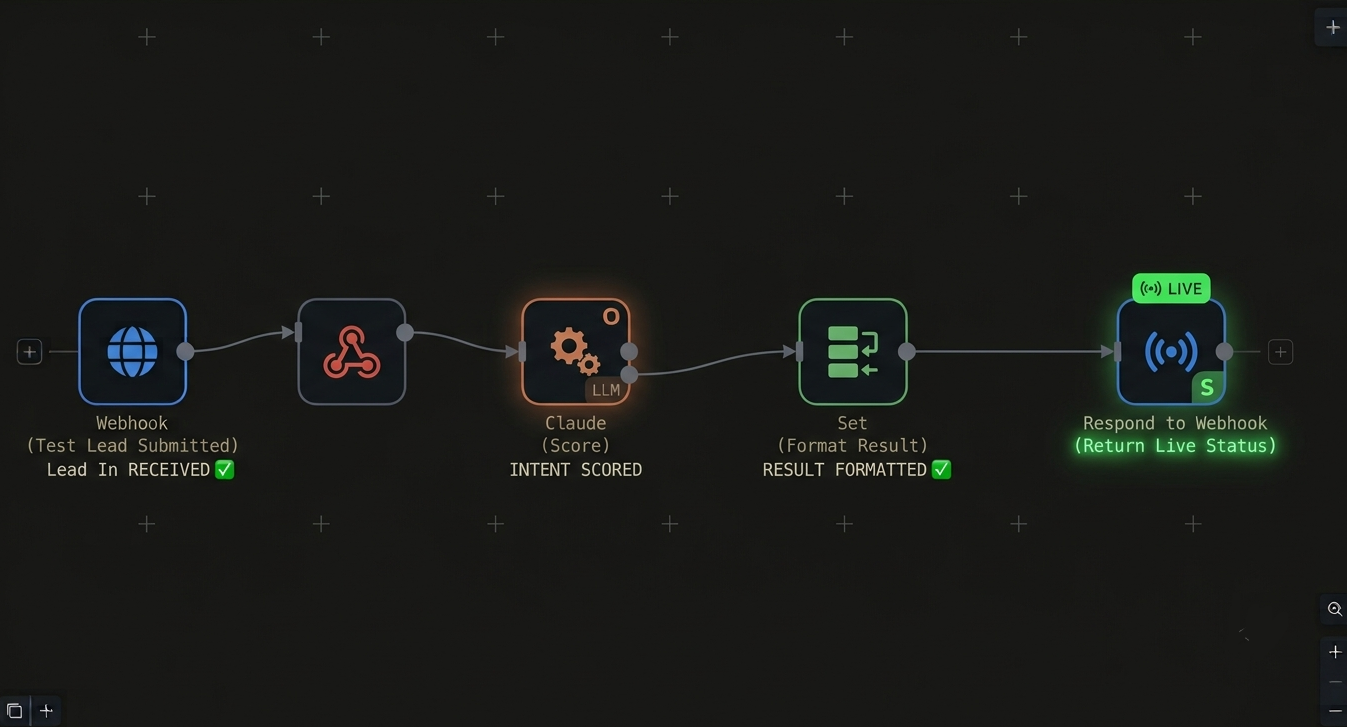 LIVE
O
LLM
S
Webhook
(Test Lead Submitted)
Lead In RECEIVED ✅
Claude
(Score)
INTENT SCORED
Set
(Format Result)
RESULT FORMATTED ✅
Respond to Webhook
(Return Live Status)